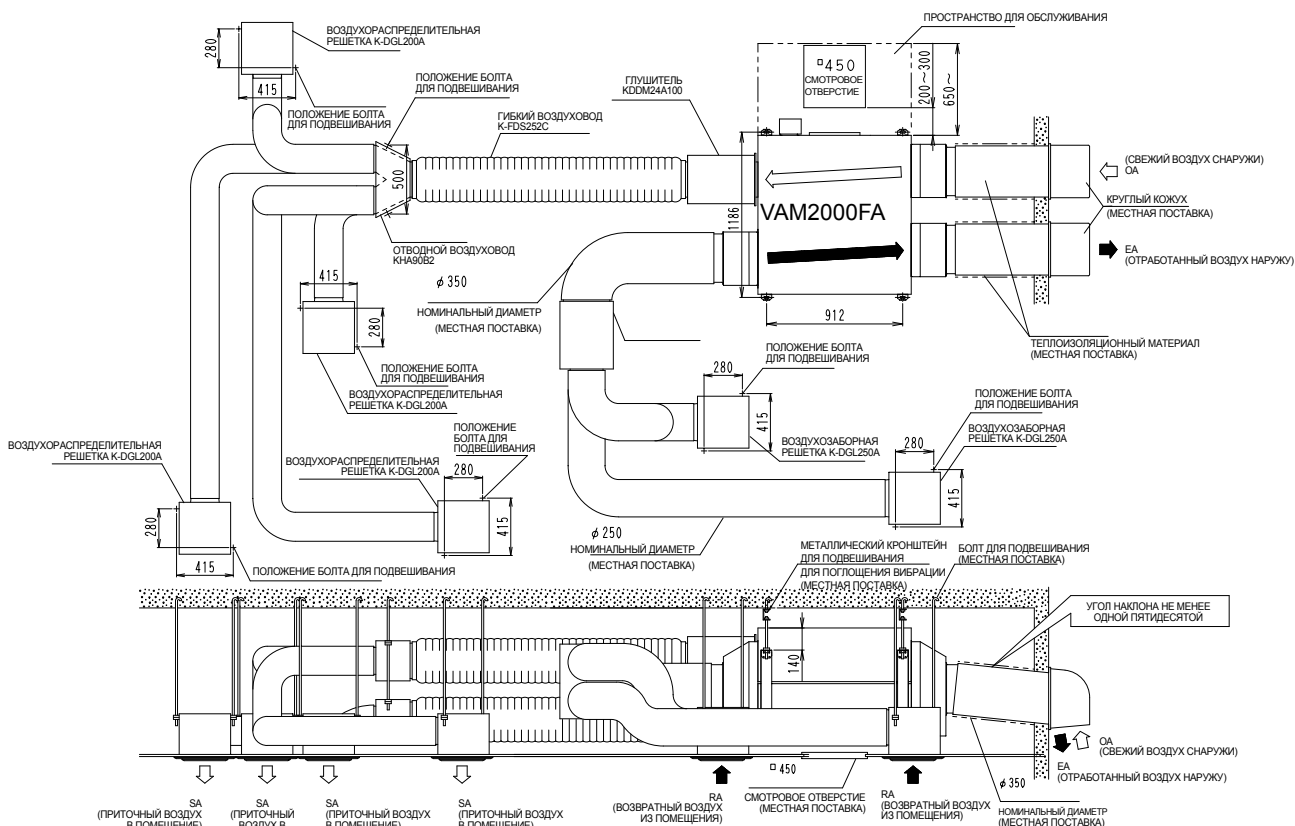 ВОЗДУХОРАСПРЕДЕЛИТЕЛЬНАЯ
РЕШЕТКА K-DGL200A
280
415
ПОЛОЖЕНИЕ БОЛТА
ДЛЯ ПОДВЕШИВАНИЯ
ПОЛОЖЕНИЕ БОЛТА
ДЛЯ ПОДВЕШИВАНИЯ
ГИБКИЙ ВОЗДУХОВОД
K-FDS252C
ГЛУШИТЕЛЬ
KDDM24A100
ПРОСТРАНСТВО ДЛЯ ОБСЛУЖИВАНИЯ
□450
СМОТРОВОЕ
ОТВЕРСТИЕ
200~300
650~
(СВЕЖИЙ ВОЗДУХ СНАРУЖИ)
OA
КРУГЛЫЙ КОЖУХ
(МЕСТНАЯ ПОСТАВКА)
EA
(ОТРАБОТАННЫЙ ВОЗДУХ НАРУЖУ)
500
1186
VAM2000FA
912
ОТВОДНОЙ ВОЗДУХОВОД
KHA90B2
415
280
ϕ350
НОМИНАЛЬНЫЙ ДИАМЕТР
(МЕСТНАЯ ПОСТАВКА)
ТЕПЛОИЗОЛЯЦИОННЫЙ МАТЕРИАЛ
(МЕСТНАЯ ПОСТАВКА)
ПОЛОЖЕНИЕ БОЛТА
ДЛЯ ПОДВЕШИВАНИЯ
ВОЗДУХОРАСПРЕДЕЛИТЕЛЬНАЯ
РЕШЕТКА K-DGL200A
ПОЛОЖЕНИЕ БОЛТА
ДЛЯ ПОДВЕШИВАНИЯ
280
415
ВОЗДУХОЗАБОРНАЯ
РЕШЕТКА K-DGL250A
ПОЛОЖЕНИЕ БОЛТА
ДЛЯ ПОДВЕШИВАНИЯ
ВОЗДУХОЗАБОРНАЯ
РЕШЕТКА K-DGL250A
280
415
ВОЗДУХОРАСПРЕДЕЛИТЕЛЬНАЯ
РЕШЕТКА K-DGL200A
280
415
ПОЛОЖЕНИЕ БОЛТА ДЛЯ ПОДВЕШИВАНИЯ
ПОЛОЖЕНИЕ
БОЛТА ДЛЯ
ПОДВЕШИВАНИЯ
ВОЗДУХОРАСПРЕДЕЛИТЕЛЬНАЯ
РЕШЕТКА K-DGL200A
280
415
ϕ250
НОМИНАЛЬНЫЙ ДИАМЕТР
(МЕСТНАЯ ПОСТАВКА)
МЕТАЛЛИЧЕСКИЙ КРОНШТЕЙН
ДЛЯ ПОДВЕШИВАНИЯ
ДЛЯ ПОГЛОЩЕНИЯ ВИБРАЦИИ
(МЕСТНАЯ ПОСТАВКА)
БОЛТ ДЛЯ ПОДВЕШИВАНИЯ
(МЕСТНАЯ ПОСТАВКА)
УГОЛ НАКЛОНА НЕ МЕНЕЕ
ОДНОЙ ПЯТИДЕСЯТОЙ
140
OA
(СВЕЖИЙ ВОЗДУХ СНАРУЖИ)
EA
(ОТРАБОТАННЫЙ ВОЗДУХ НАРУЖУ)
ϕ350
НОМИНАЛЬНЫЙ ДИАМЕТР
(МЕСТНАЯ ПОСТАВКА)
□450
СМОТРОВОЕ ОТВЕРСТИЕ
(МЕСТНАЯ ПОСТАВКА)
SA
(ПРИТОЧНЫЙ ВОЗДУХ
В ПОМЕЩЕНИЕ)
SA
(ПРИТОЧНЫЙ
ВОЗДУХ В
SA
(ПРИТОЧНЫЙ ВОЗДУХ
В ПОМЕЩЕНИЕ)
SA
(ПРИТОЧНЫЙ ВОЗДУХ
В ПОМЕЩЕНИЕ)
RA
(ВОЗВРАТНЫЙ ВОЗДУХ
ИЗ ПОМЕЩЕНИЯ)
RA
(ВОЗВРАТНЫЙ ВОЗДУХ
ИЗ ПОМЕЩЕНИЯ)